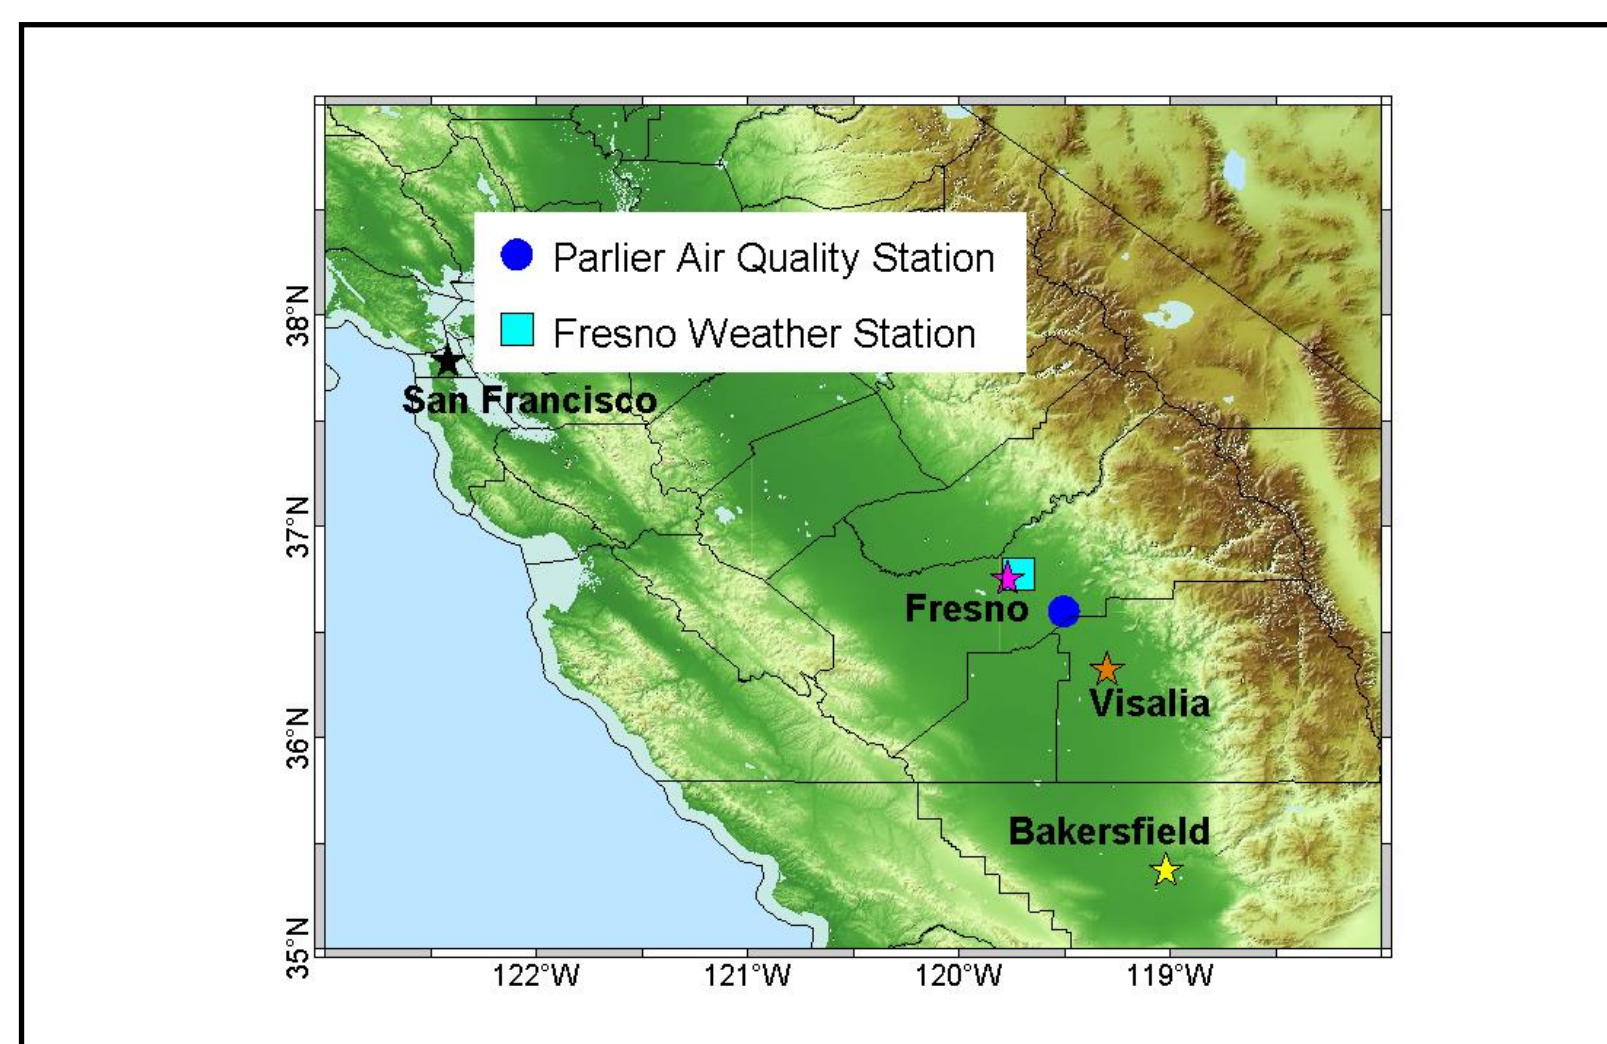 Parlier Air Quality Station
Fresno Weather Station
38°N
San Francisco
37°N
Fresno
Visalia
36°N
Bakersfield
35°N
122°W 121°W 120°W 119°W